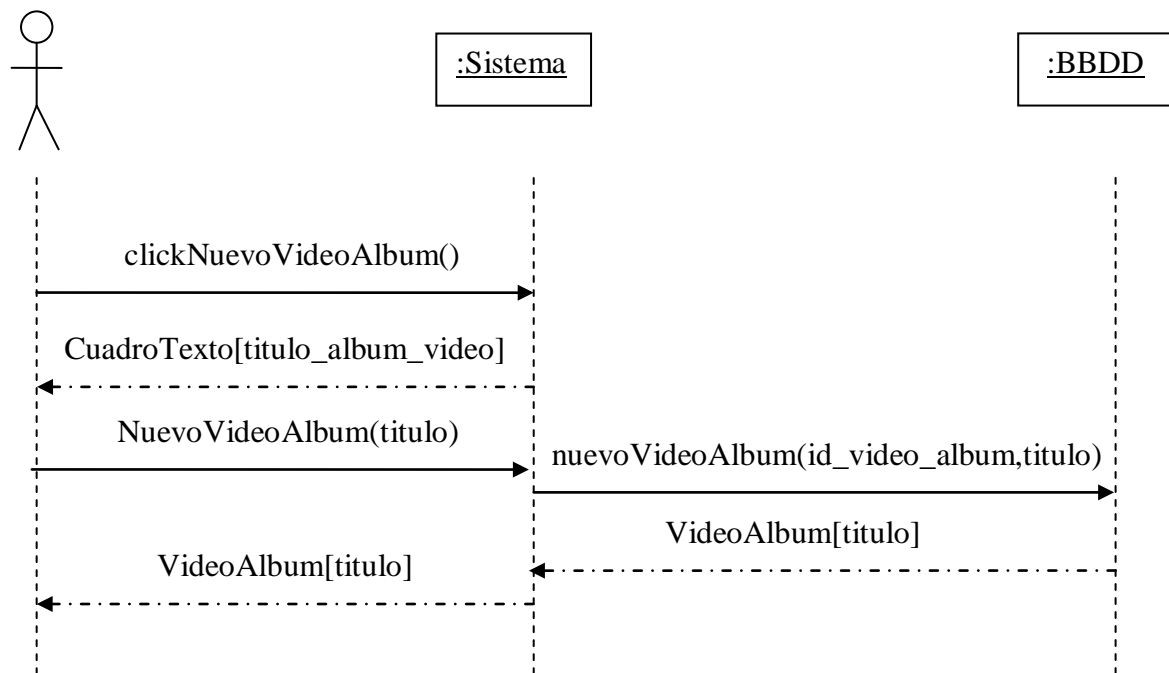 :Sistema
:BBDD
clickNuevoVideoAlbum()
CuadroTexto[titulo_album_video]
NuevoVideoAlbum(titulo)
nuevoVideoAlbum(id_video_album,titulo)
VideoAlbum[titulo]
VideoAlbum[titulo]